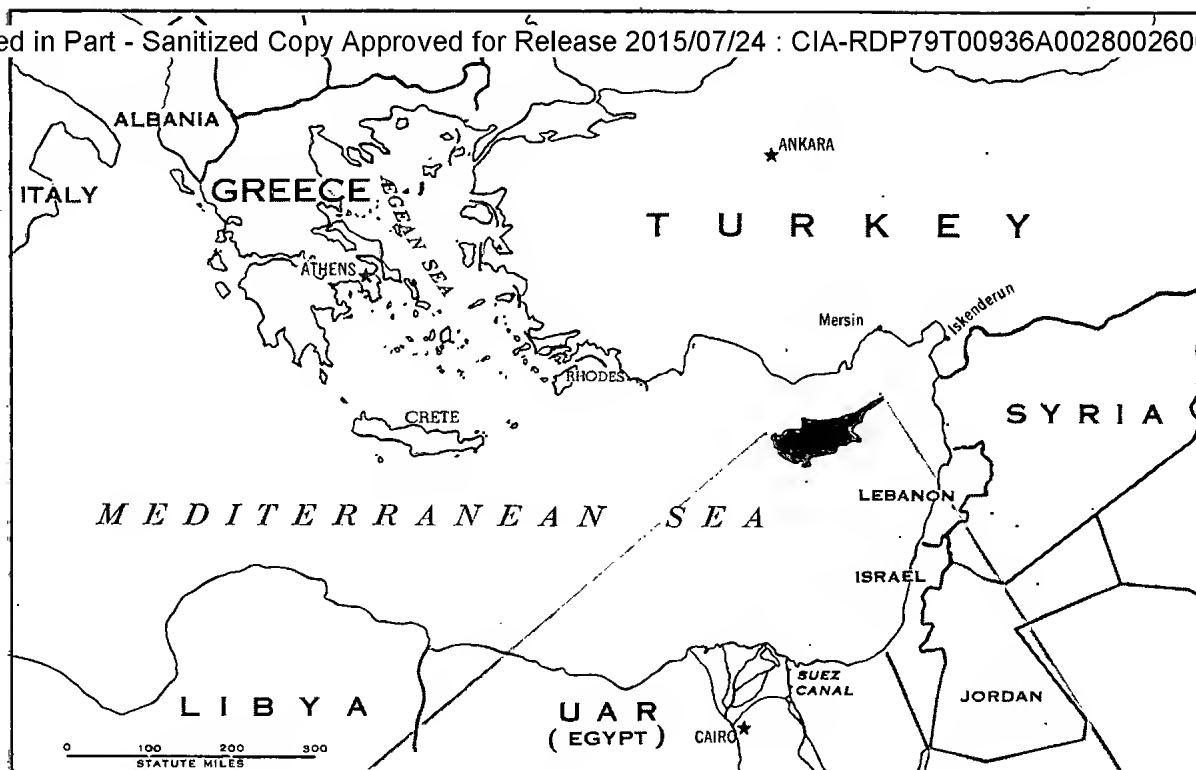 ed in Part - Sanitized Copy Approved for Release 2015/07/24 : CIA-RDP79T00936A0028002600
ALBANIA
ANKARA
ITALY
GREECE
ÆGEAN SEA
TURKEY
ATHENS
Mersin
Iskenderun
RHODES
CRETE
SYRIA
MEDITERRANEAN SEA
LEBANON
ISRAEL
SUEZ
CANAL
LIBYA
UAR
(EGYPT)
CAIRO
JORDAN
0 100 200 300
STATUTE MILES